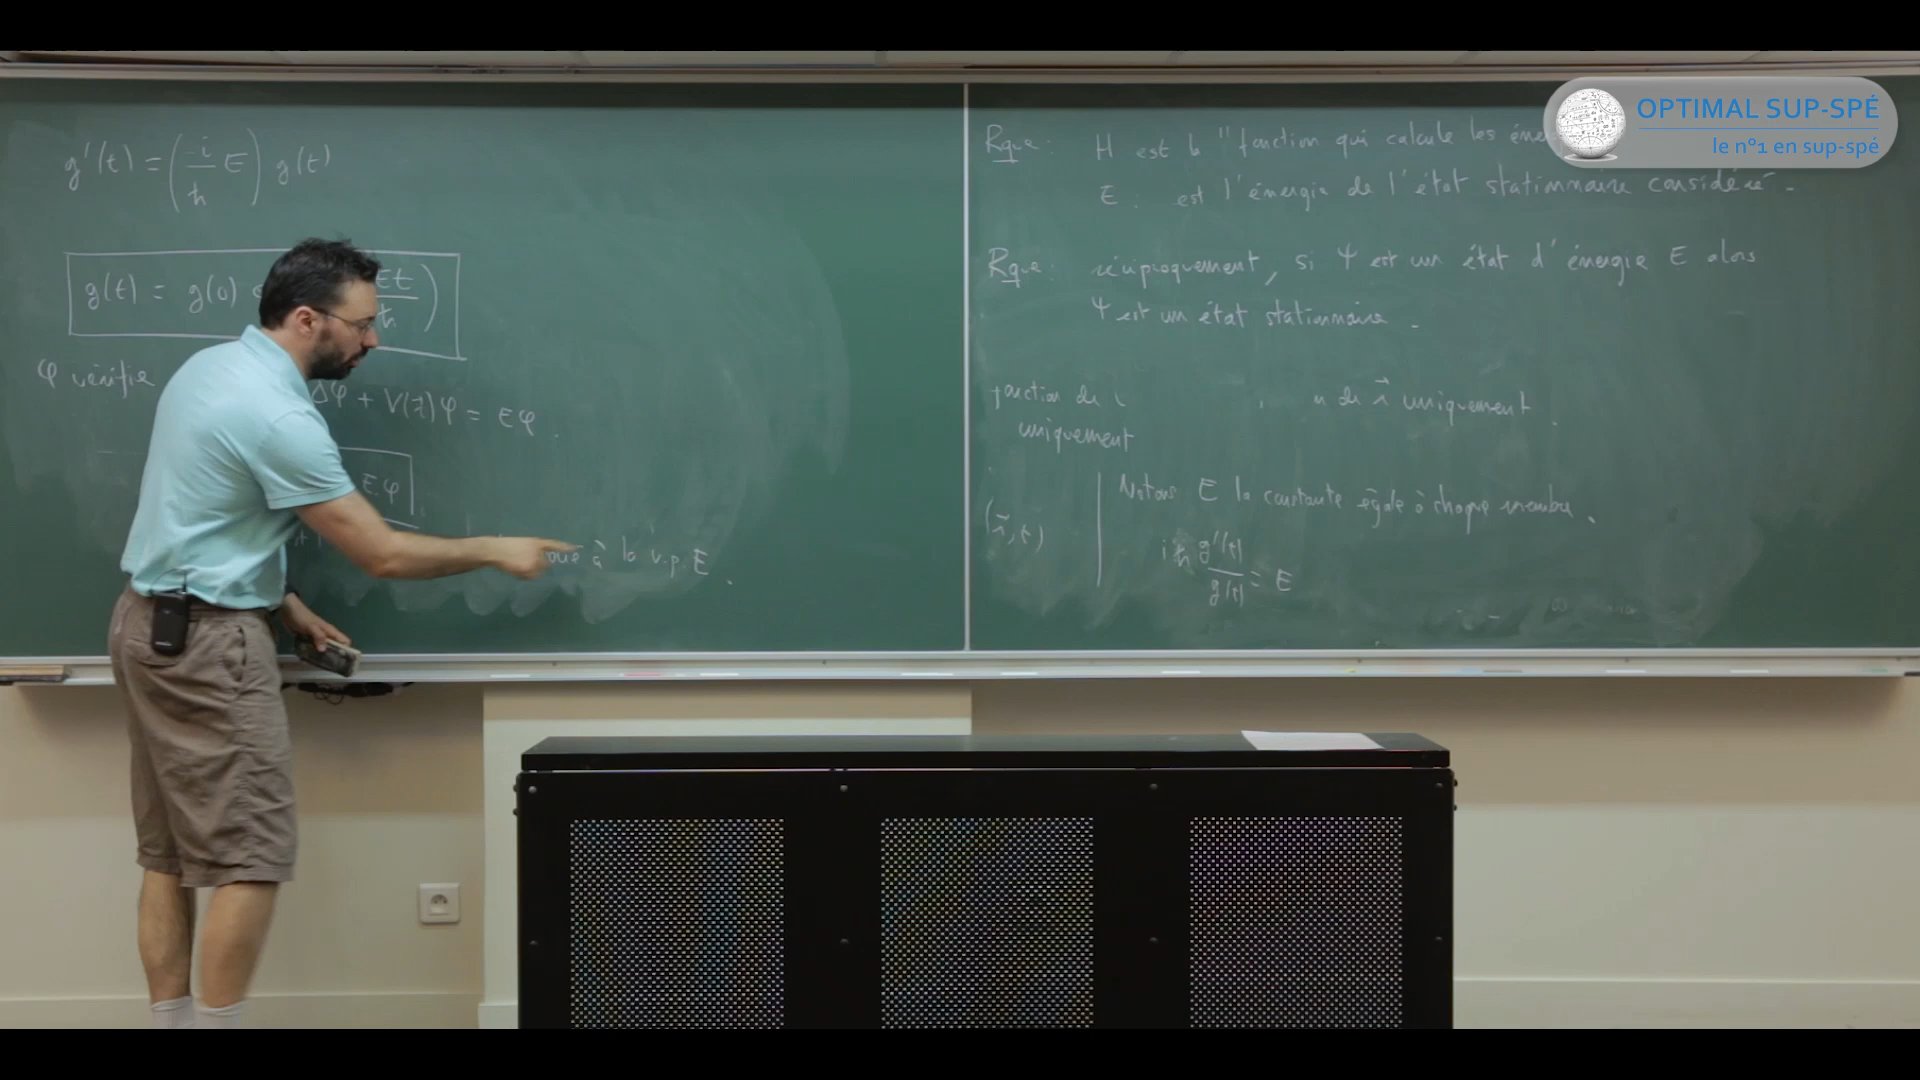 g'(t) = (-i/ħ E) g(t)
g(t) = g(0) Et/ħ )
φ vérifie Δφ + V(r⃗)φ = Eφ.
E.φ
à la v.p. E.
Rque: H est la "fonction qui calcule les
E: est l'énergie de l'état stationnaire considéré.
Rque: réciproquement, si Ψ est un état d'énergie E alors
Ψ est un état stationnaire.
fonction de de r⃗ uniquement.
uniquement
(r⃗,t)
Notons E la constante égale à chaque membre.
iħ g'(t)/g(t) = E
OPTIMAL SUP-SPÉ
le n°1 en sup-spé